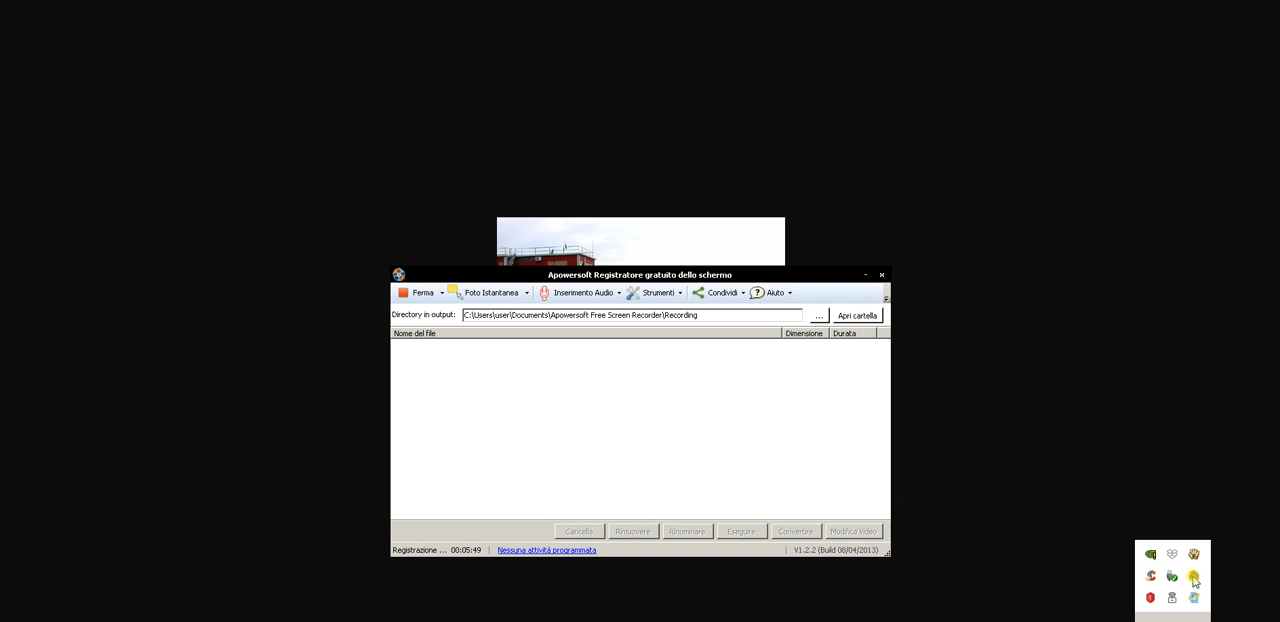 Apowersoft Registratore gratuito dello schermo
Ferma Foto Istantanea Inserimento Audio Strumenti Condividi Aiuto
Directory in output: C:\Users\user\Documents\Apowersoft Free Screen Recorder\Recording ... Apri cartella
Nome del file Dimensione Durata
Cancella Rimuovere Rinominare Eseguire Convertire Modifica Video
Registrazione ... 00:05:49 | Nessuna attività programmata | V1.2.2 (Build 08/04/2013)